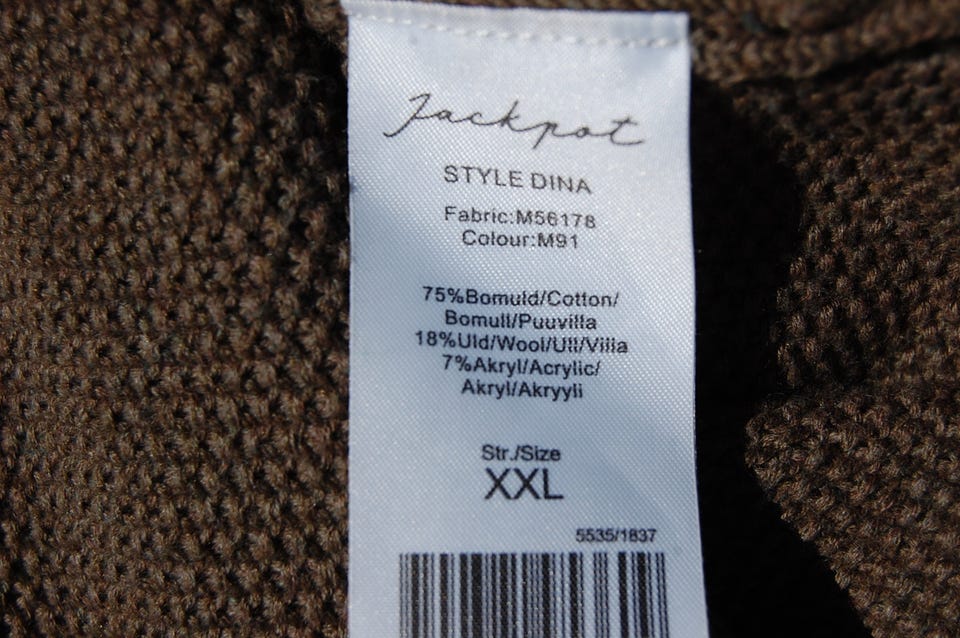 Jackpot
STYLE DINA
Fabric:M56178
Colour:M91
75%Bomuld/Cotton/
Bomull/Puuvilla
18%Uld/Wool/Ull/Villa
7%Akryl/Acrylic/
Akryl/Akryyli
Str./Size
XXL
5535/1837